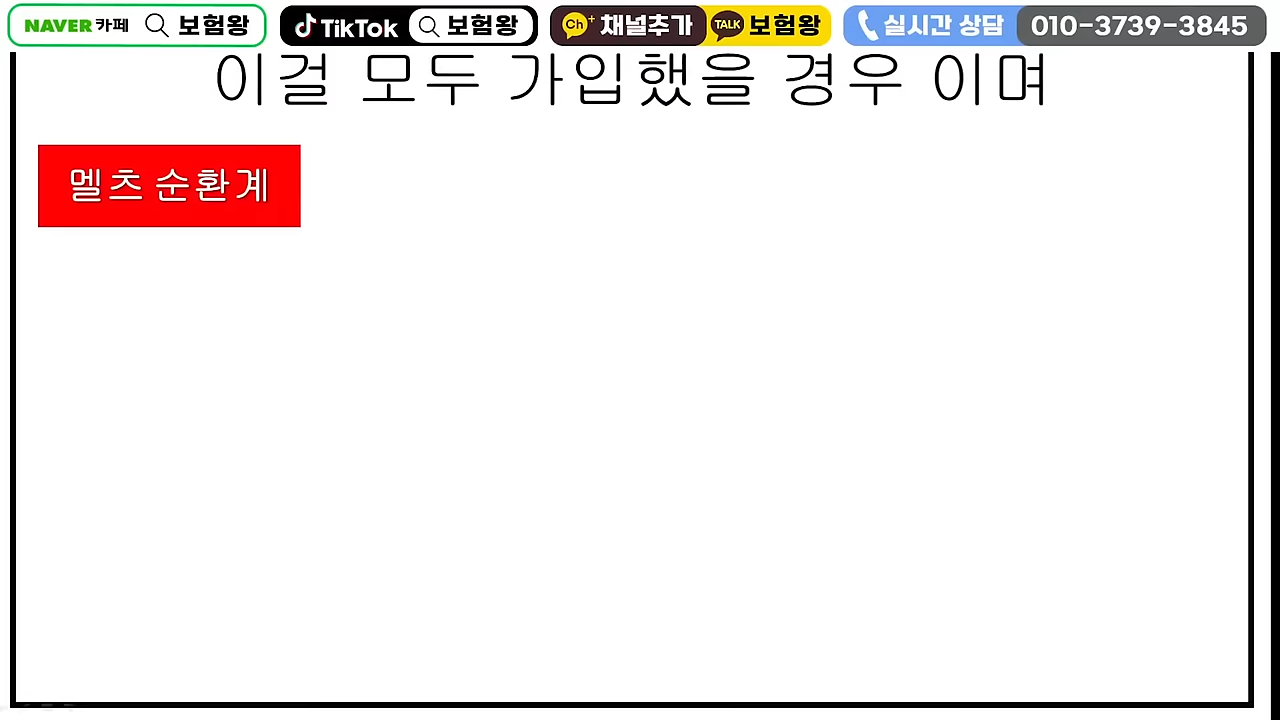 NAVER 카페 보험왕 TikTok 보험왕 Ch+ 채널추가 TALK 보험왕 실시간 상담 010-3739-3845
이걸 모두 가입했을 경우 이며
멜츠 순환계